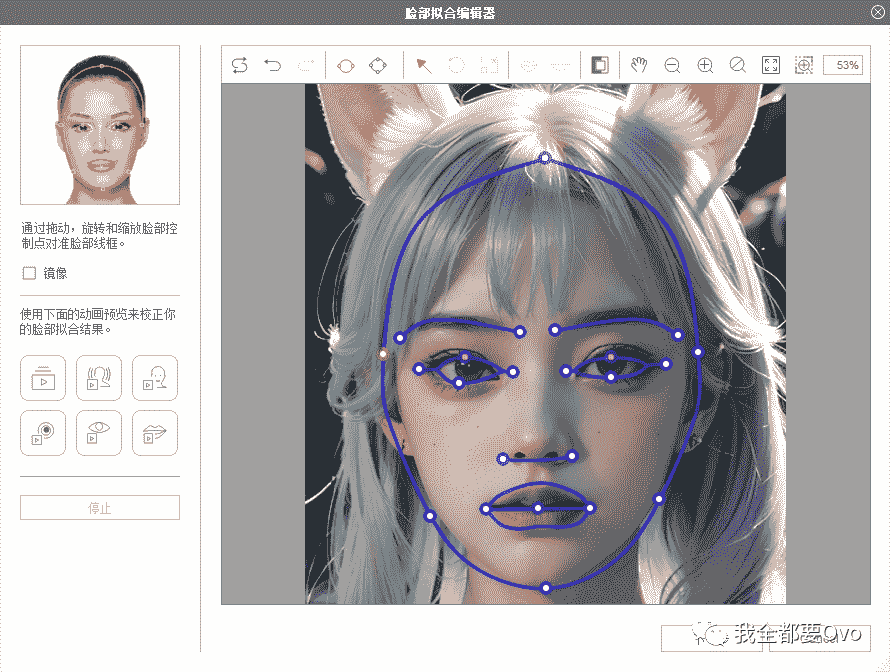 脸部拟合编辑器
53%
通过拖动，旋转和缩放脸部控
制点对准脸部线框。
镜像
使用下面的动画预览来校正你
的脸部拟合结果。
停止
我全都要OvO